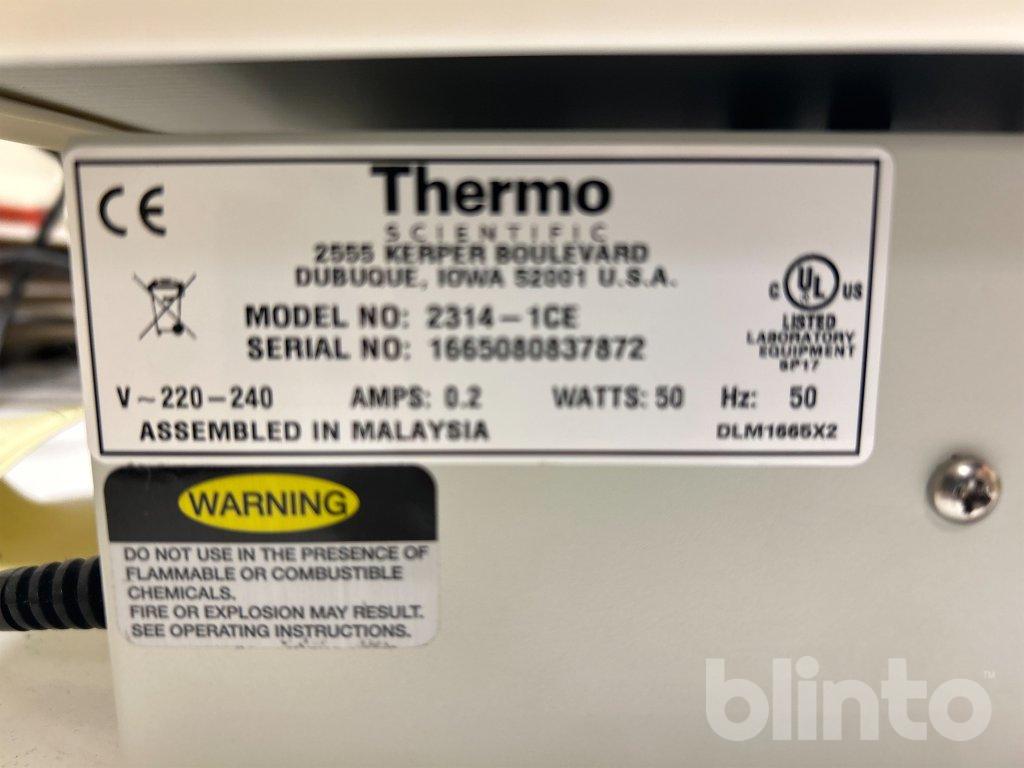 CE
Thermo
SCIENTIFIC
2555 KERPER BOULEVARD
DUBUQUE, IOWA 52001 U.S.A.
MODEL NO: 2314-1CE
SERIAL NO: 1665080837872
C UL US
LISTED
LABORATORY
EQUIPMENT
8P17
V~220-240 AMPS: 0.2 WATTS: 50 Hz: 50
ASSEMBLED IN MALAYSIA DLM1665X2
WARNING
DO NOT USE IN THE PRESENCE OF
FLAMMABLE OR COMBUSTIBLE
CHEMICALS.
FIRE OR EXPLOSION MAY RESULT.
SEE OPERATING INSTRUCTIONS.
blinto™